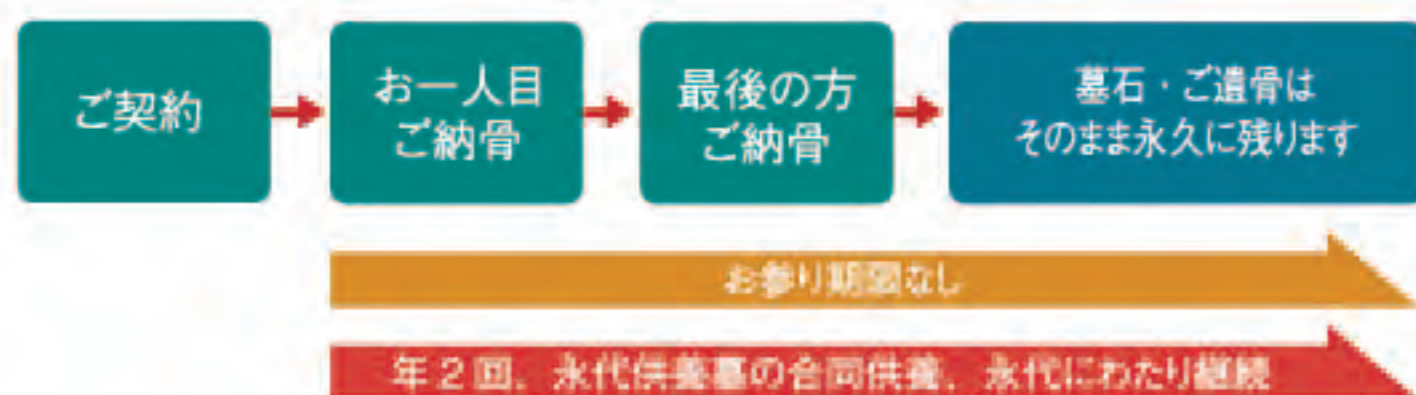 ご契約
お一人目
ご納骨
最後の方
ご納骨
墓石・ご遺骨は
そのまま永久に残ります
お参り期限なし
年2回、永代供養墓の合同供養、永代にわたり継続